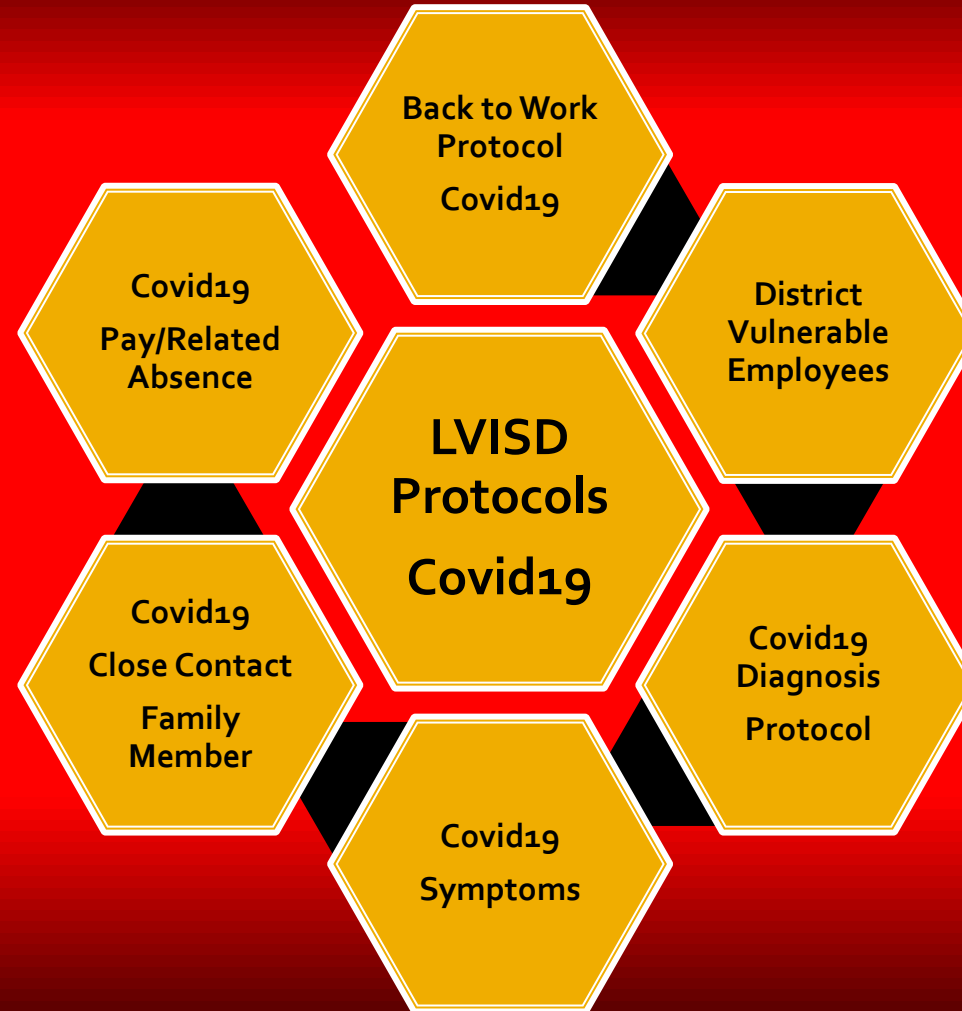 Back to Work
Protocol
Covid19
Covid19
Pay/Related
Absence
District
Vulnerable
Employees
LVISD
Protocols
Covid19
Covid19
Close Contact
Family
Member
Covid19
Diagnosis
Protocol
Covid19
Symptoms